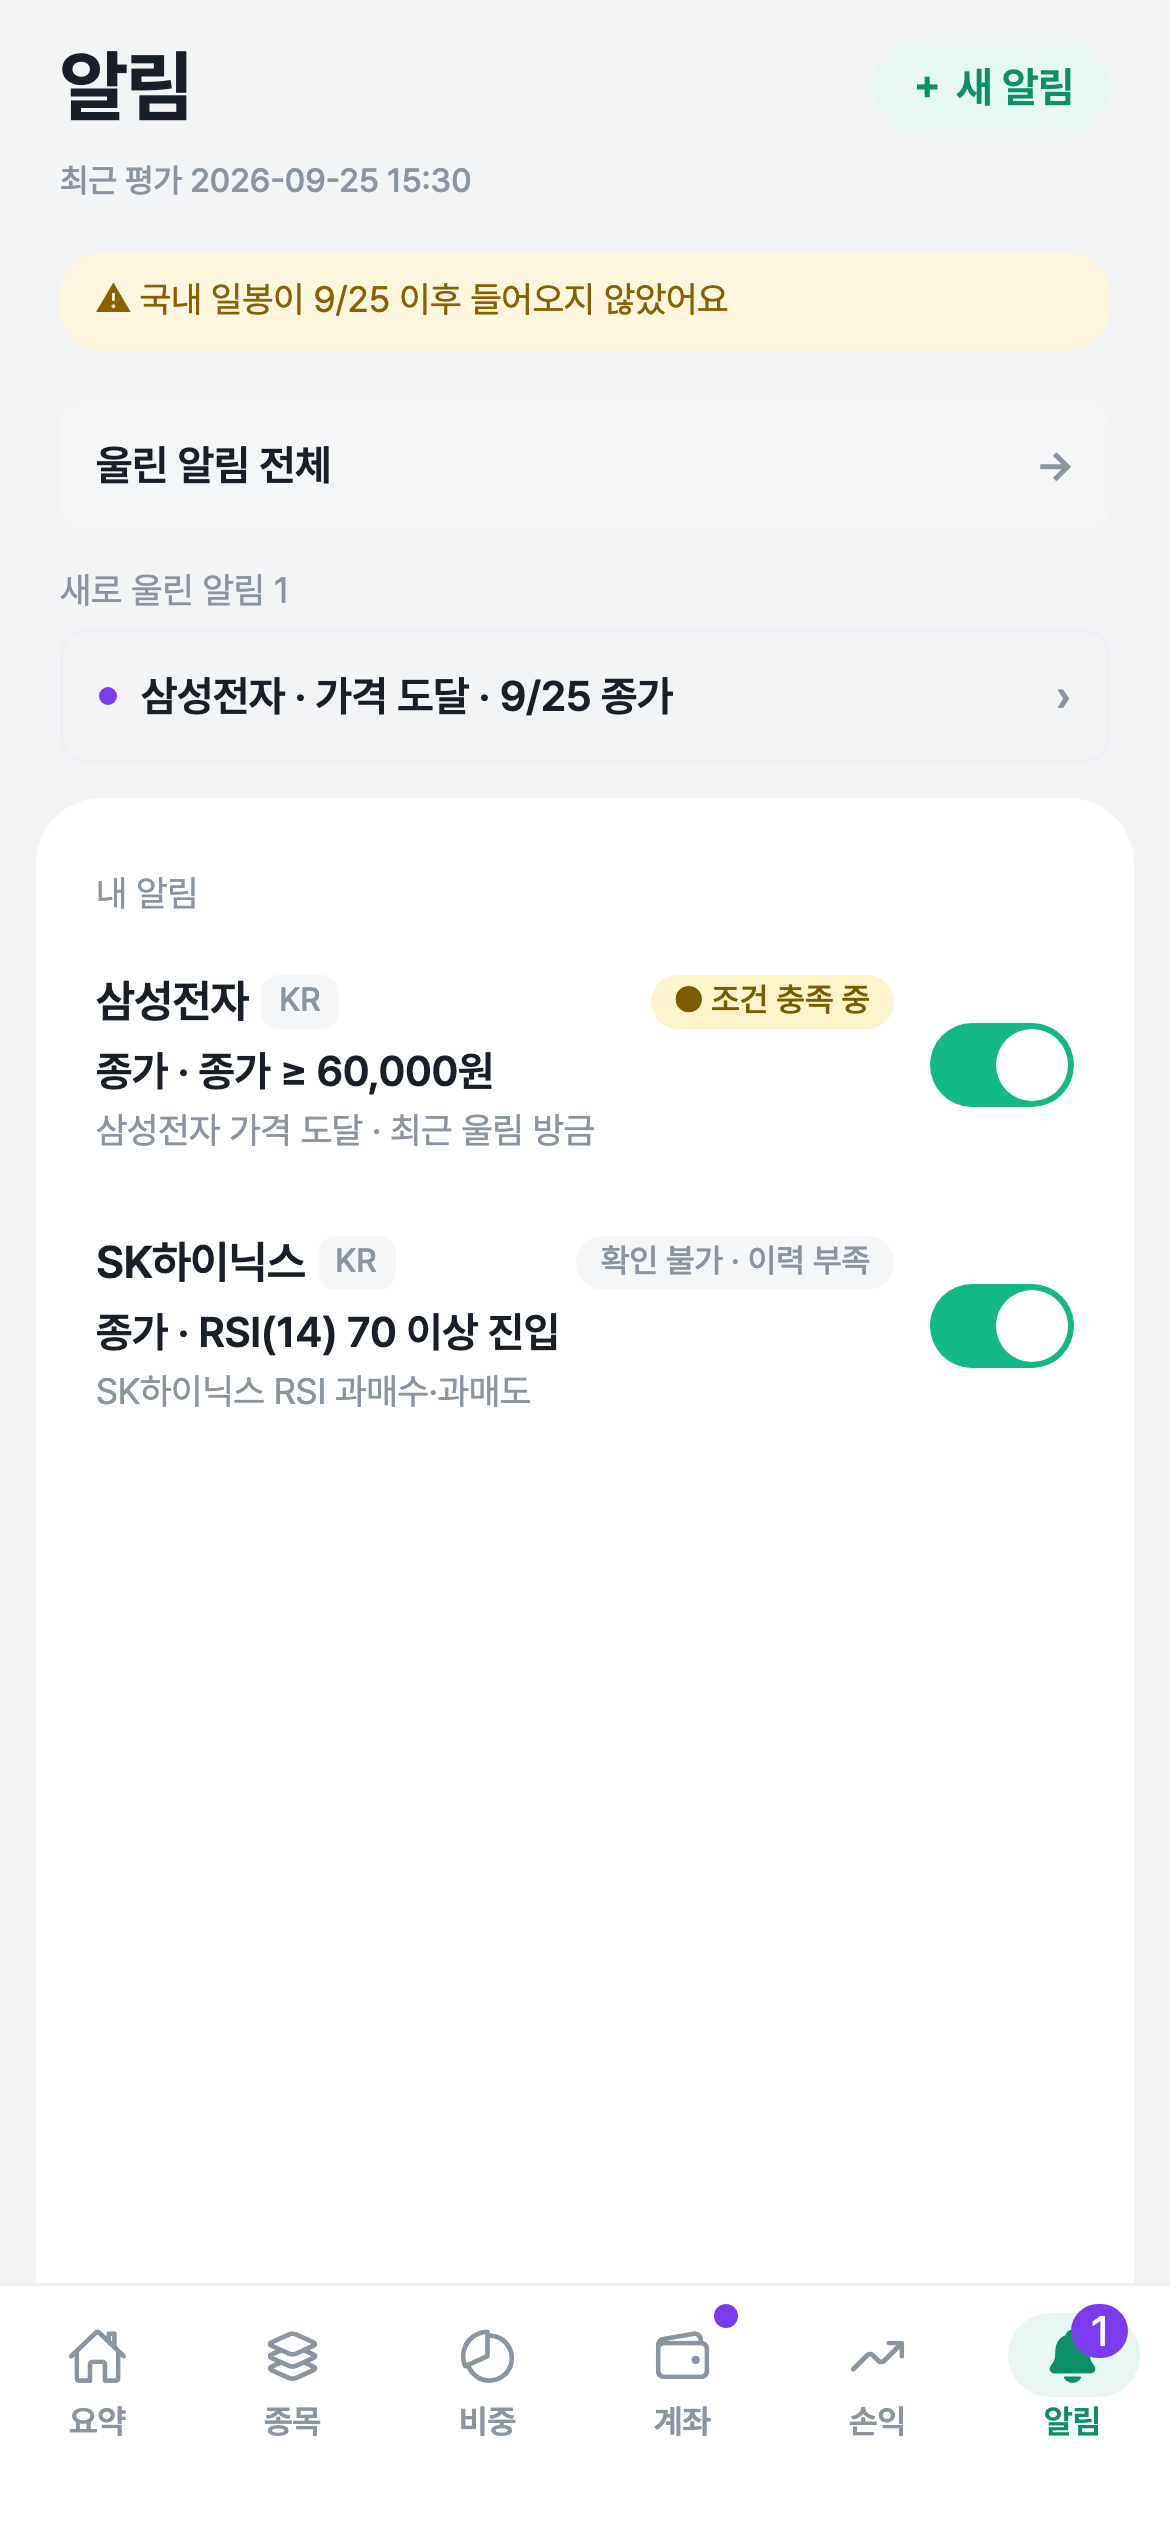 알림
+ 새 알림
최근 평가 2026-09-25 15:30
⚠ 국내 일봉이 9/25 이후 들어오지 않았어요
울린 알림 전체 →
새로 울린 알림 1
삼성전자 · 가격 도달 · 9/25 종가 ›
내 알림
삼성전자 KR ● 조건 충족 중
종가 · 종가 ≥ 60,000원
삼성전자 가격 도달 · 최근 울림 방금
SK하이닉스 KR 확인 불가 · 이력 부족
종가 · RSI(14) 70 이상 진입
SK하이닉스 RSI 과매수·과매도
1
요약 종목 비중 계좌 손익 알림